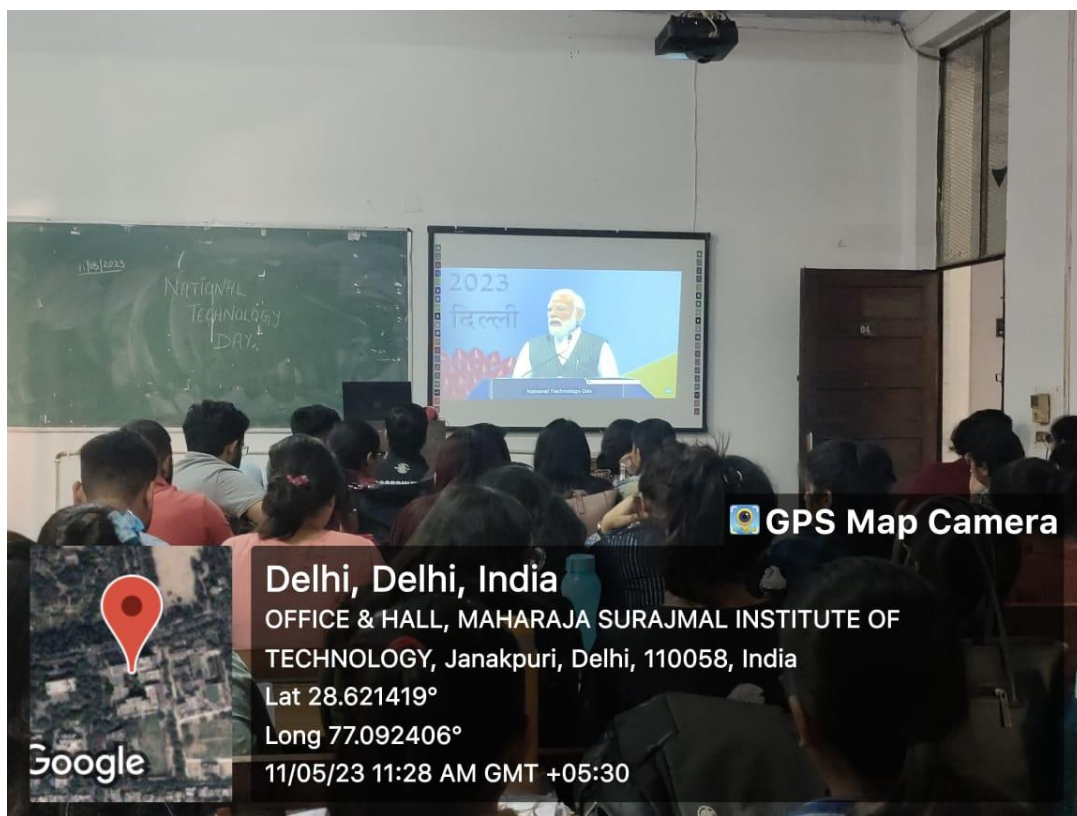 11/05/2023
NATIONAL
TECHNOLOGY
DAY.
2023
दिल्ली
National Technology Day
04
GPS Map Camera
Delhi, Delhi, India
OFFICE & HALL, MAHARAJA SURAJMAL INSTITUTE OF
TECHNOLOGY, Janakpuri, Delhi, 110058, India
Lat 28.621419°
Long 77.092406°
11/05/23 11:28 AM GMT +05:30
Google